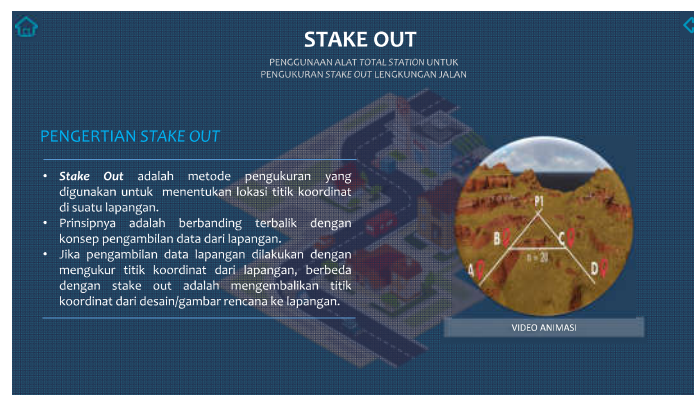 STAKE OUT
PENGGUNAAN ALAT TOTAL STATION UNTUK
PENGUKURAN STAKE OUT LENGKUNGAN JALAN
PENGERTIAN STAKE OUT
• Stake Out adalah metode pengukuran yang
digunakan untuk menentukan lokasi titik koordinat
di suatu lapangan.
• Prinsipnya adalah berbanding terbalik dengan
konsep pengambilan data dari lapangan.
• Jika pengambilan data lapangan dilakukan dengan
mengukur titik koordinat dari lapangan, berbeda
dengan stake out adalah mengembalikan titik
koordinat dari desain/gambar rencana ke lapangan.
P1
B C
A D
VIDEO ANIMASI